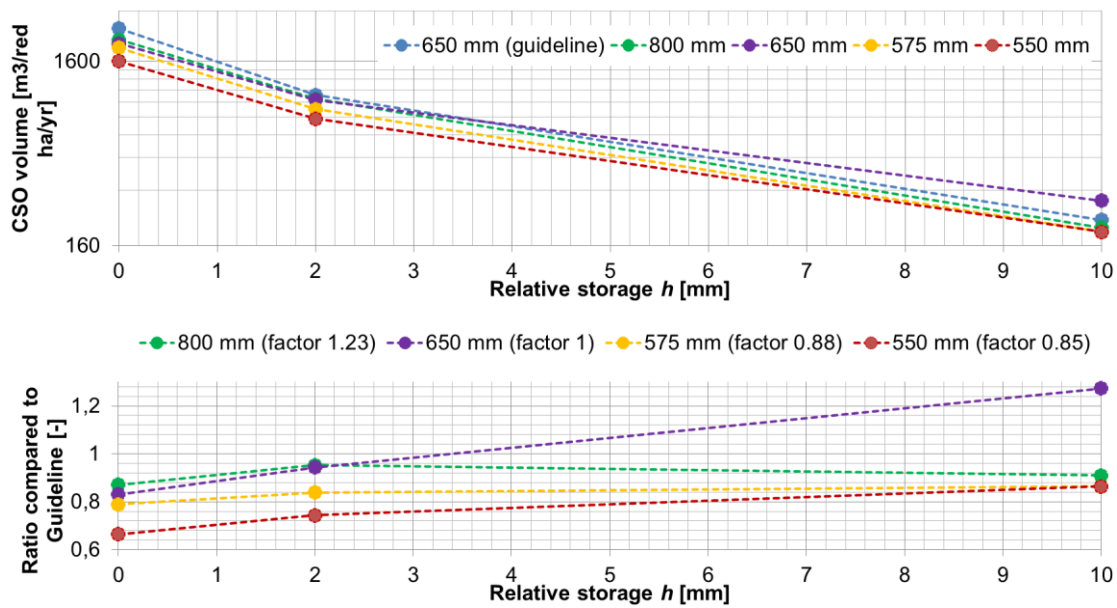 650 mm (guideline) 800 mm 650 mm 575 mm 550 mm
CSO volume [m3/red
ha/yr]
1600
160
0 1 2 3 4 5 6 7 8 9 10
Relative storage h [mm]
800 mm (factor 1.23) 650 mm (factor 1) 575 mm (factor 0.88) 550 mm (factor 0.85)
Ratio compared to
Guideline [-]
1,2
1
0,8
0,6
0 1 2 3 4 5 6 7 8 9 10
Relative storage h [mm]